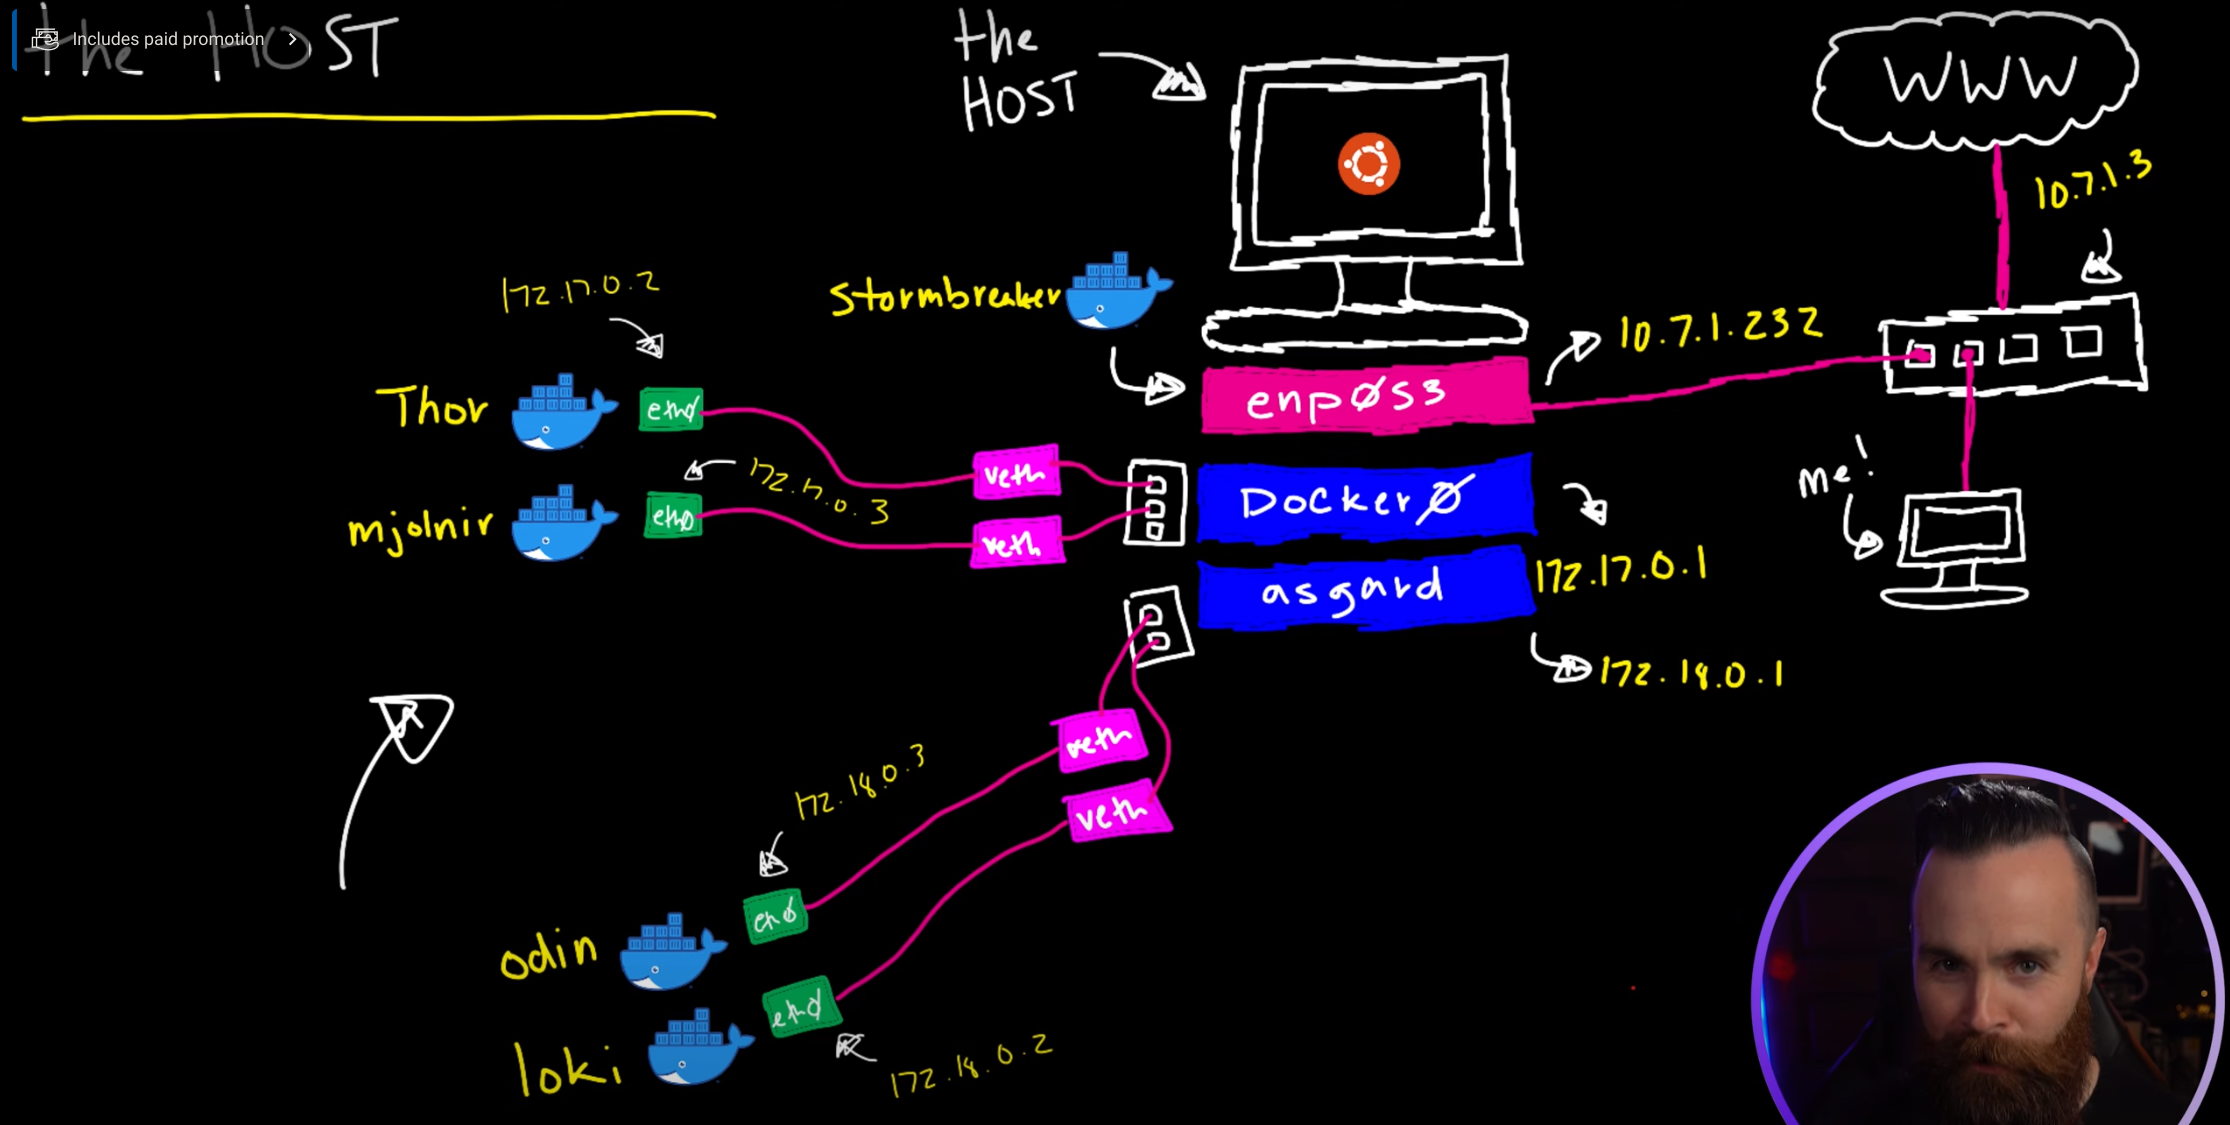 the HOST
Includes paid promotion
the
HOST
WWW
10.7.1.3
172.17.0.2
Stormbreaker
10.7.1.232
Thor
eth0
enp0s3
veth
172.17.0.3
Docker0
me!
mjolnir
eth0
veth
172.17.0.1
asgard
172.18.0.1
veth
172.18.0.3
veth
odin
loki
eth0
172.18.0.2